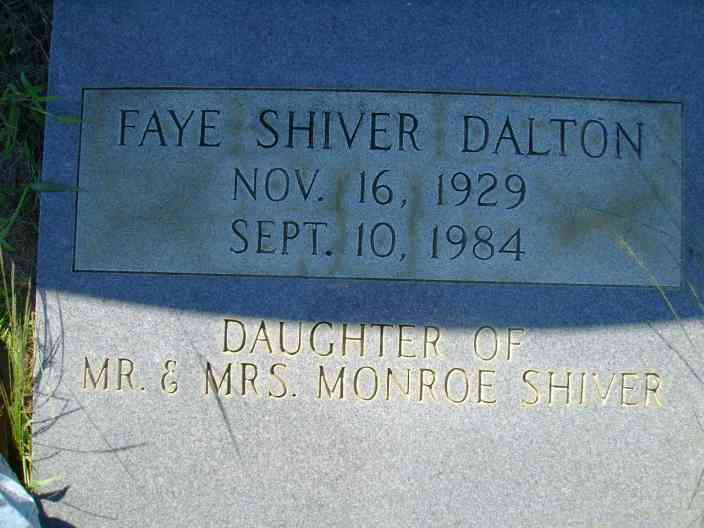 FAYE SHIVER DALTON
NOV. 16, 1929
SEPT. 10, 1984
DAUGHTER OF
MR. & MRS. MONROE SHIVER